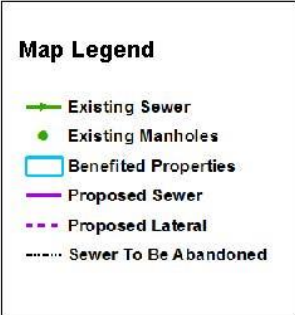 Map Legend
Existing Sewer
Existing Manholes
Benefited Properties
Proposed Sewer
Proposed Lateral
Sewer To Be Abandoned